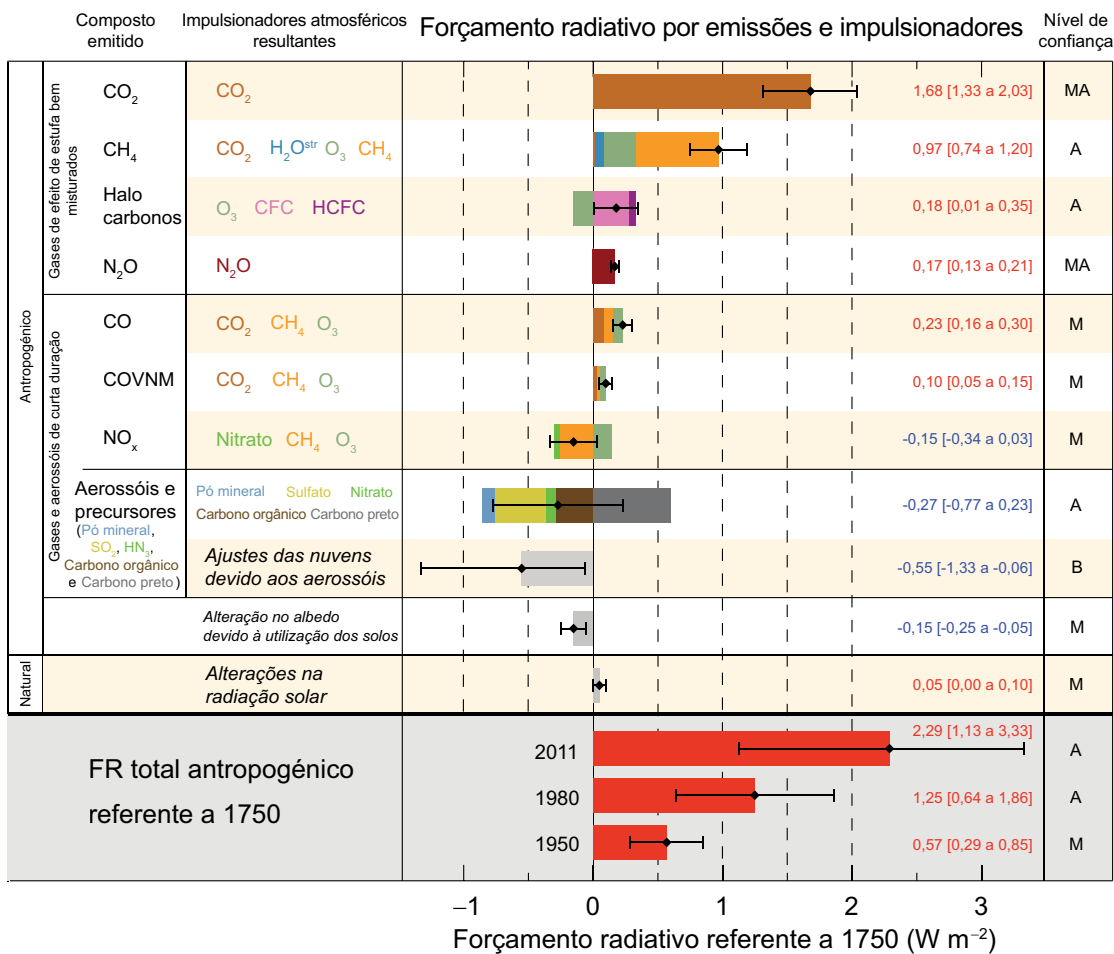 Composto
emitido
Impulsionadores atmosféricos
resultantes
Forçamento radiativo por emissões e impulsionadores
Nível de
confiança
Antropogénico
Gases de efeito de estufa bem
misturados
CO₂
CO₂
1,68 [1,33 a 2,03]
MA
CH₄
CO₂ H₂Oˢᵗʳ O₃ CH₄
0,97 [0,74 a 1,20]
A
Halo
carbonos
O₃ CFC HCFC
0,18 [0,01 a 0,35]
A
N₂O
N₂O
0,17 [0,13 a 0,21]
MA
Gases e aerossóis de curta duração
CO
CO₂ CH₄ O₃
0,23 [0,16 a 0,30]
M
COVNM
CO₂ CH₄ O₃
0,10 [0,05 a 0,15]
M
NOₓ
Nitrato CH₄ O₃
-0,15 [-0,34 a 0,03]
M
Aerossóis e
precursores
(Pó mineral,
SO₂, HN₃,
Carbono orgânico
e Carbono preto)
Pó mineral Sulfato Nitrato
Carbono orgânico Carbono preto
-0,27 [-0,77 a 0,23]
A
Ajustes das nuvens
devido aos aerossóis
-0,55 [-1,33 a -0,06]
B
Alteração no albedo
devido à utilização dos solos
-0,15 [-0,25 a -0,05]
M
Natural
Alterações na
radiação solar
0,05 [0,00 a 0,10]
M
FR total antropogénico
referente a 1750
2011
2,29 [1,13 a 3,33]
A
1980
1,25 [0,64 a 1,86]
A
1950
0,57 [0,29 a 0,85]
M
−1 0 1 2 3
Forçamento radiativo referente a 1750 (W m⁻²)